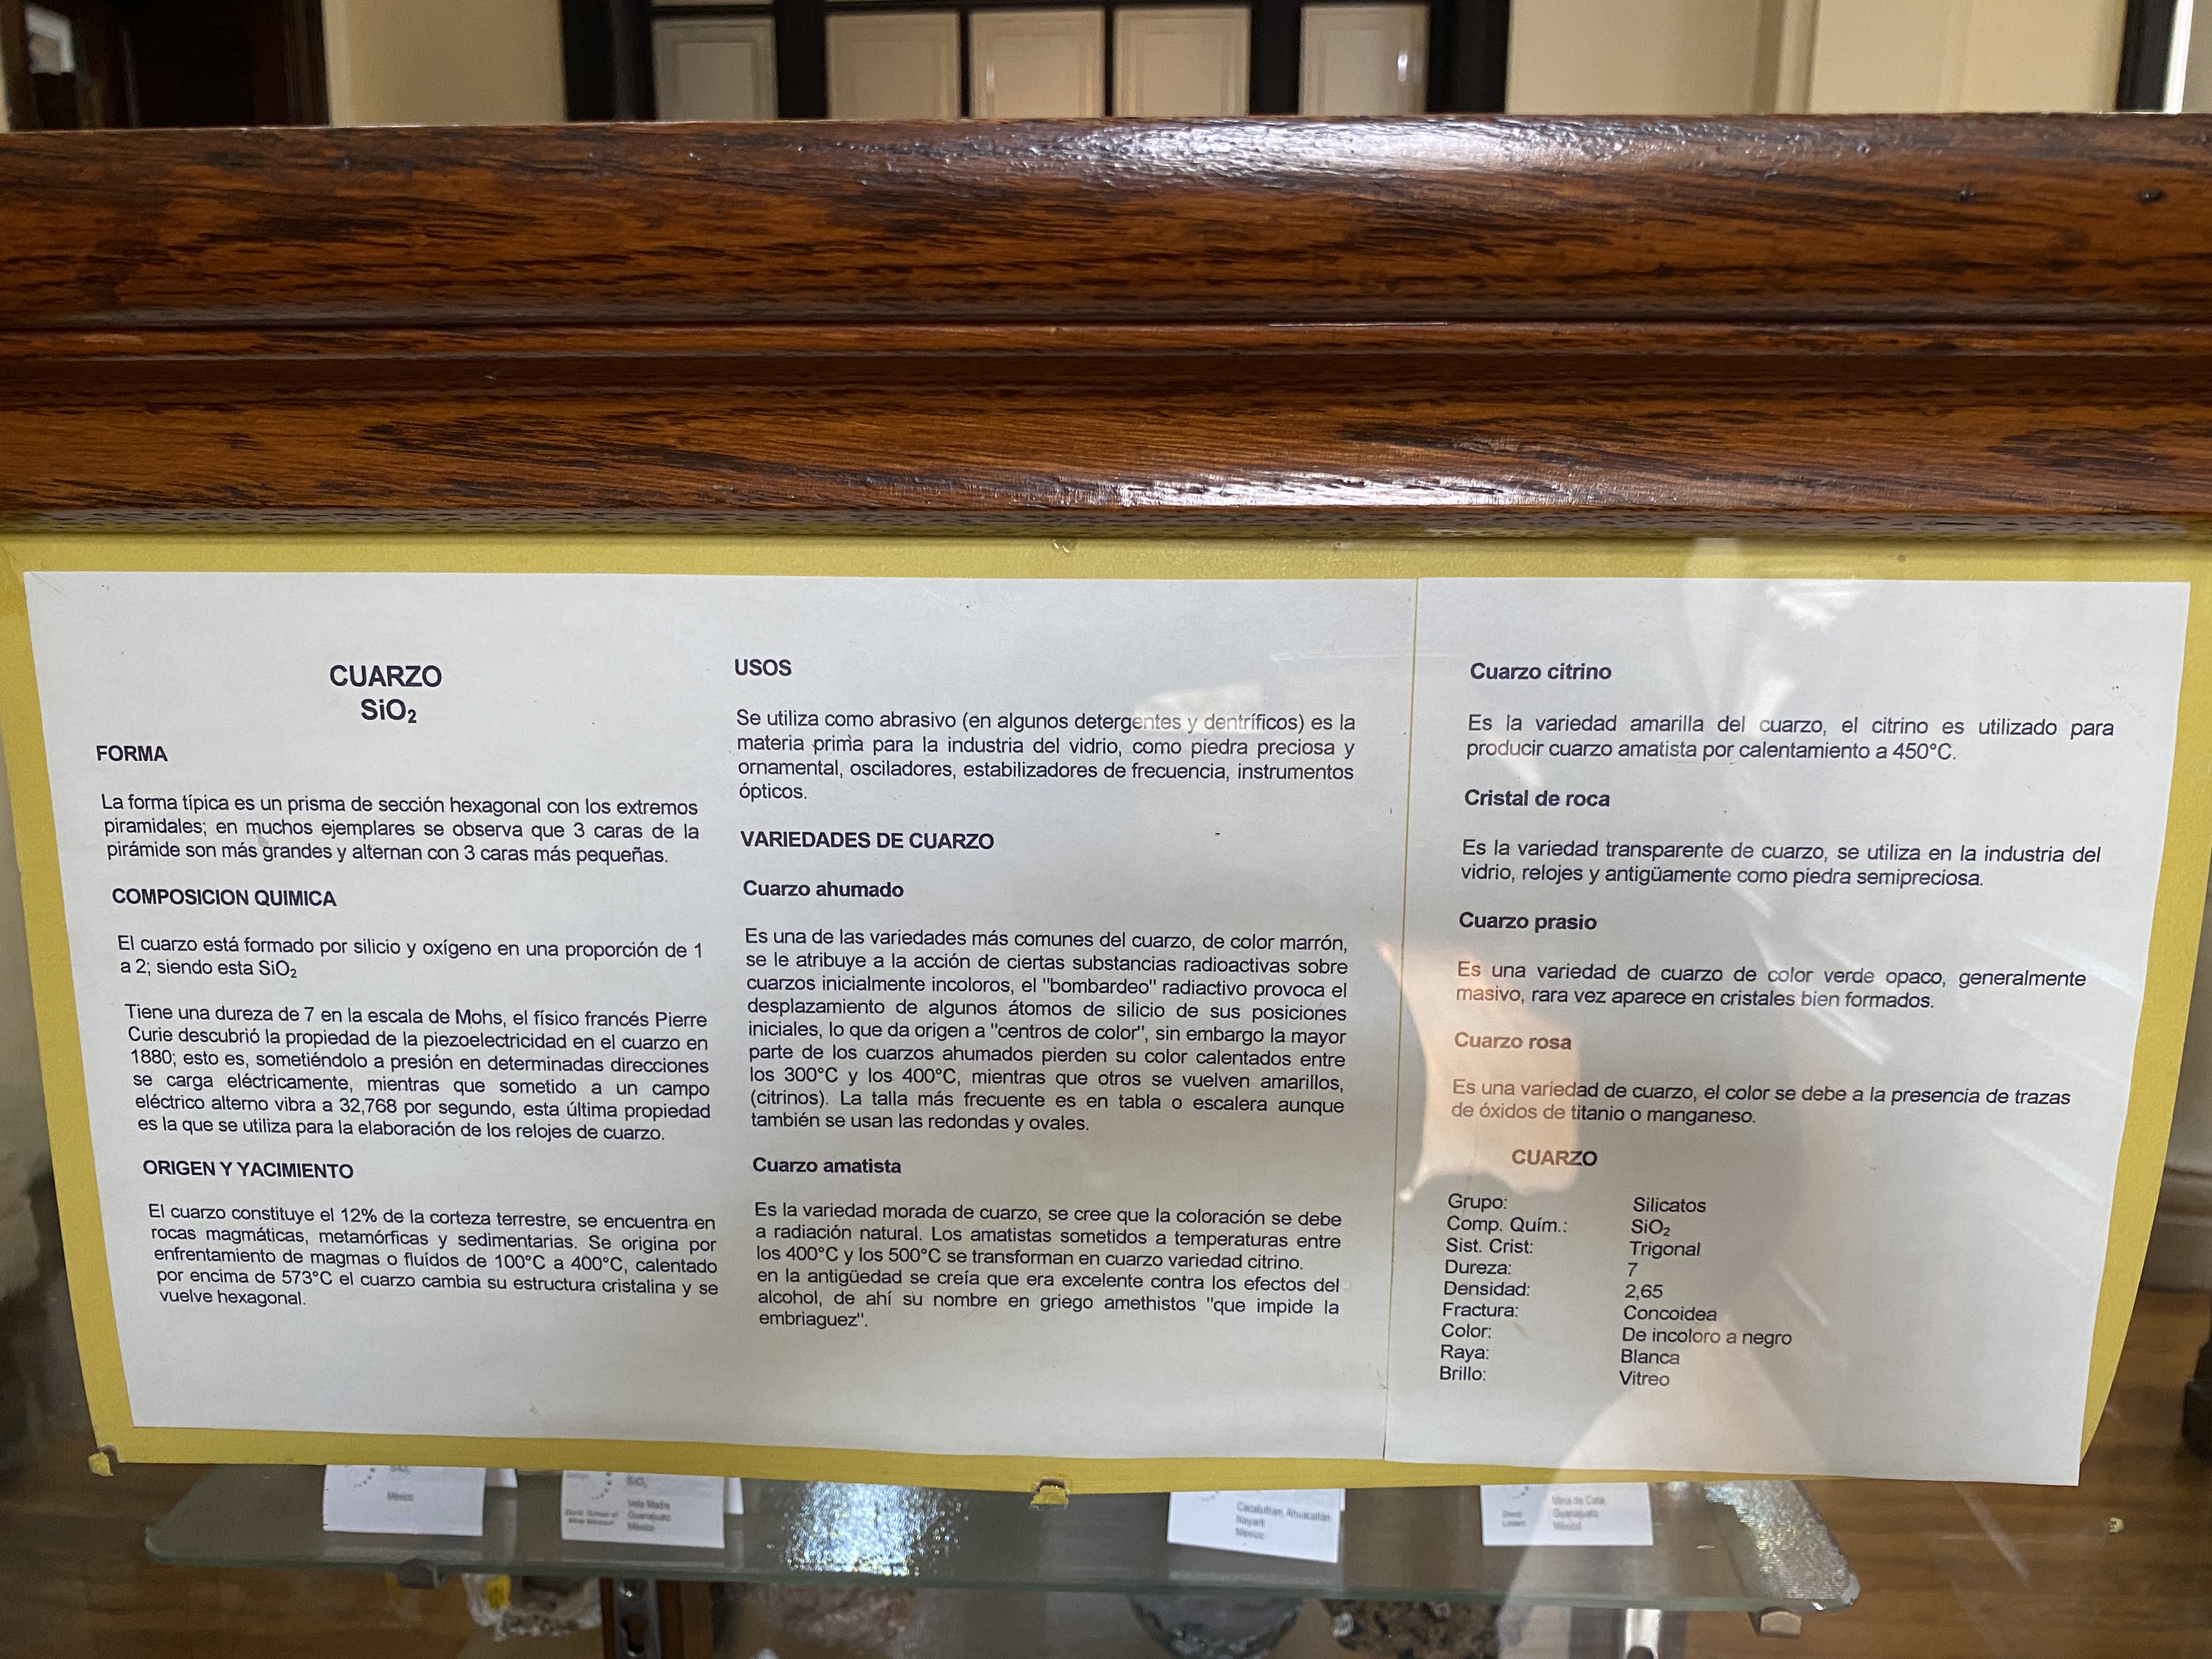 CUARZO
SiO₂
FORMA
La forma típica es un prisma de sección hexagonal con los extremos
piramidales; en muchos ejemplares se observa que 3 caras de la
pirámide son más grandes y alternan con 3 caras más pequeñas.
COMPOSICION QUIMICA
El cuarzo está formado por silicio y oxígeno en una proporción de 1
a 2; siendo esta SiO₂
Tiene una dureza de 7 en la escala de Mohs, el físico francés Pierre
Curie descubrió la propiedad de la piezoelectricidad en el cuarzo en
1880; esto es, sometiéndolo a presión en determinadas direcciones
se carga eléctricamente, mientras que sometido a un campo
eléctrico alterno vibra a 32,768 por segundo, esta última propiedad
es la que se utiliza para la elaboración de los relojes de cuarzo.
ORIGEN Y YACIMIENTO
El cuarzo constituye el 12% de la corteza terrestre, se encuentra en
rocas magmáticas, metamórficas y sedimentarias. Se origina por
enfrentamiento de magmas o fluídos de 100°C a 400°C, calentado
por encima de 573°C el cuarzo cambia su estructura cristalina y se
vuelve hexagonal.
USOS
Se utiliza como abrasivo (en algunos detergentes y dentríficos) es la
materia prima para la industria del vidrio, como piedra preciosa y
ornamental, osciladores, estabilizadores de frecuencia, instrumentos
ópticos.
VARIEDADES DE CUARZO
Cuarzo ahumado
Es una de las variedades más comunes del cuarzo, de color marrón,
se le atribuye a la acción de ciertas substancias radioactivas sobre
cuarzos inicialmente incoloros, el "bombardeo" radiactivo provoca el
desplazamiento de algunos átomos de silicio de sus posiciones
iniciales, lo que da origen a "centros de color", sin embargo la mayor
parte de los cuarzos ahumados pierden su color calentados entre
los 300°C y los 400°C, mientras que otros se vuelven amarillos,
(citrinos). La talla más frecuente es en tabla o escalera aunque
también se usan las redondas y ovales.
Cuarzo amatista
Es la variedad morada de cuarzo, se cree que la coloración se debe
a radiación natural. Los amatistas sometidos a temperaturas entre
los 400°C y los 500°C se transforman en cuarzo variedad citrino.
en la antigüedad se creía que era excelente contra los efectos del
alcohol, de ahí su nombre en griego amethistos "que impide la
embriaguez".
Cuarzo citrino
Es la variedad amarilla del cuarzo, el citrino es utilizado para
producir cuarzo amatista por calentamiento a 450°C.
Cristal de roca
Es la variedad transparente de cuarzo, se utiliza en la industria del
vidrio, relojes y antigüamente como piedra semipreciosa.
Cuarzo prasio
Es una variedad de cuarzo de color verde opaco, generalmente
masivo, rara vez aparece en cristales bien formados.
Cuarzo rosa
Es una variedad de cuarzo, el color se debe a la presencia de trazas
de óxidos de titanio o manganeso.
CUARZO
Grupo: Silicatos
Comp. Quím.: SiO₂
Sist. Crist: Trigonal
Dureza: 7
Densidad: 2,65
Fractura: Concoidea
Color: De incoloro a negro
Raya: Blanca
Brillo: Vitreo
México
SiO₂
Veta Madre
Guanajuato
México
Nayarit
México
Mina de Cata
Guanajuato
México